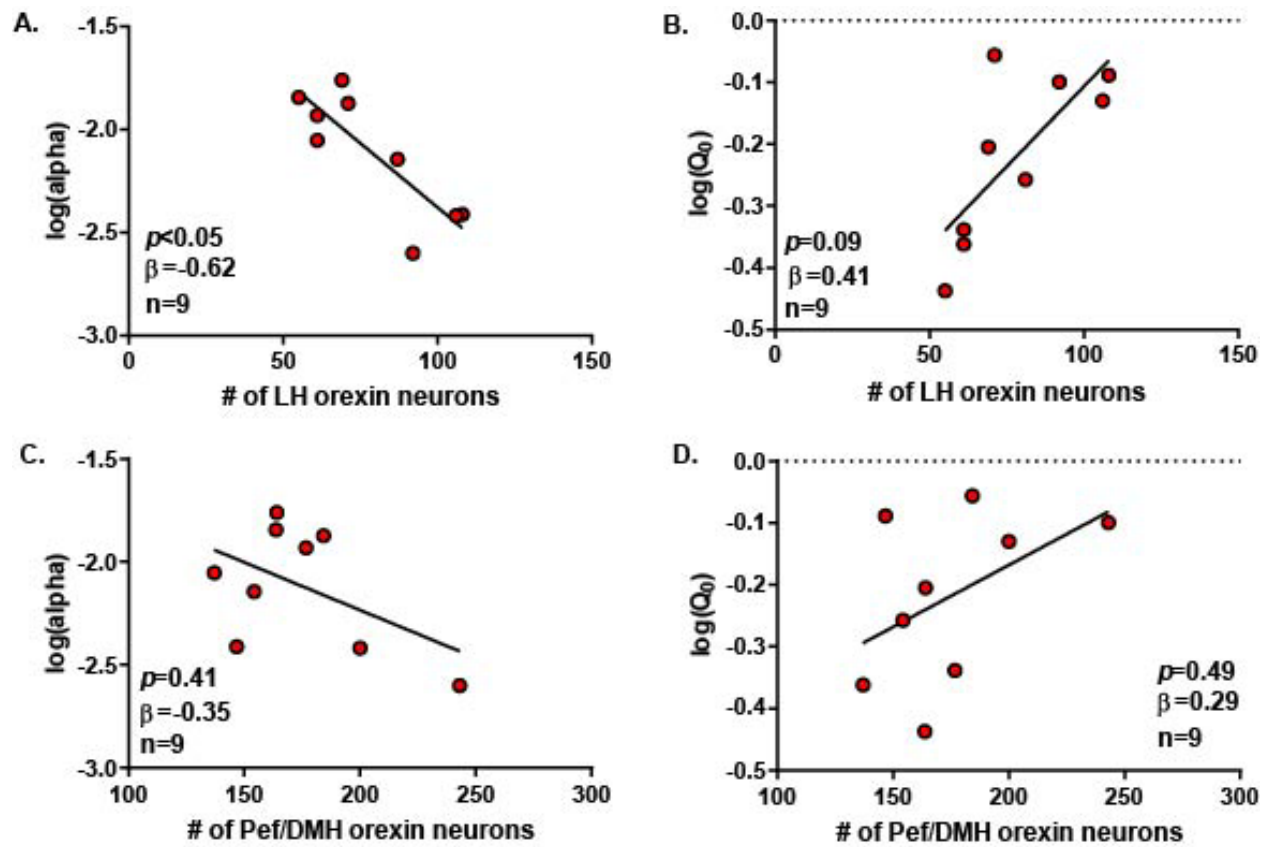 A.
-1.5
-2.0
-2.5
-3.0
log(alpha)
p<0.05
β=-0.62
n=9
0
50
100
150
# of LH orexin neurons
B.
0.0
-0.1
-0.2
-0.3
-0.4
-0.5
log(Q₀)
p=0.09
β=0.41
n=9
0
50
100
150
# of LH orexin neurons
C.
-1.5
-2.0
-2.5
-3.0
log(alpha)
p=0.41
β=-0.35
n=9
100
150
200
250
300
# of Pef/DMH orexin neurons
D.
0.0
-0.1
-0.2
-0.3
-0.4
-0.5
log(Q₀)
p=0.49
β=0.29
n=9
100
150
200
250
300
# of Pef/DMH orexin neurons